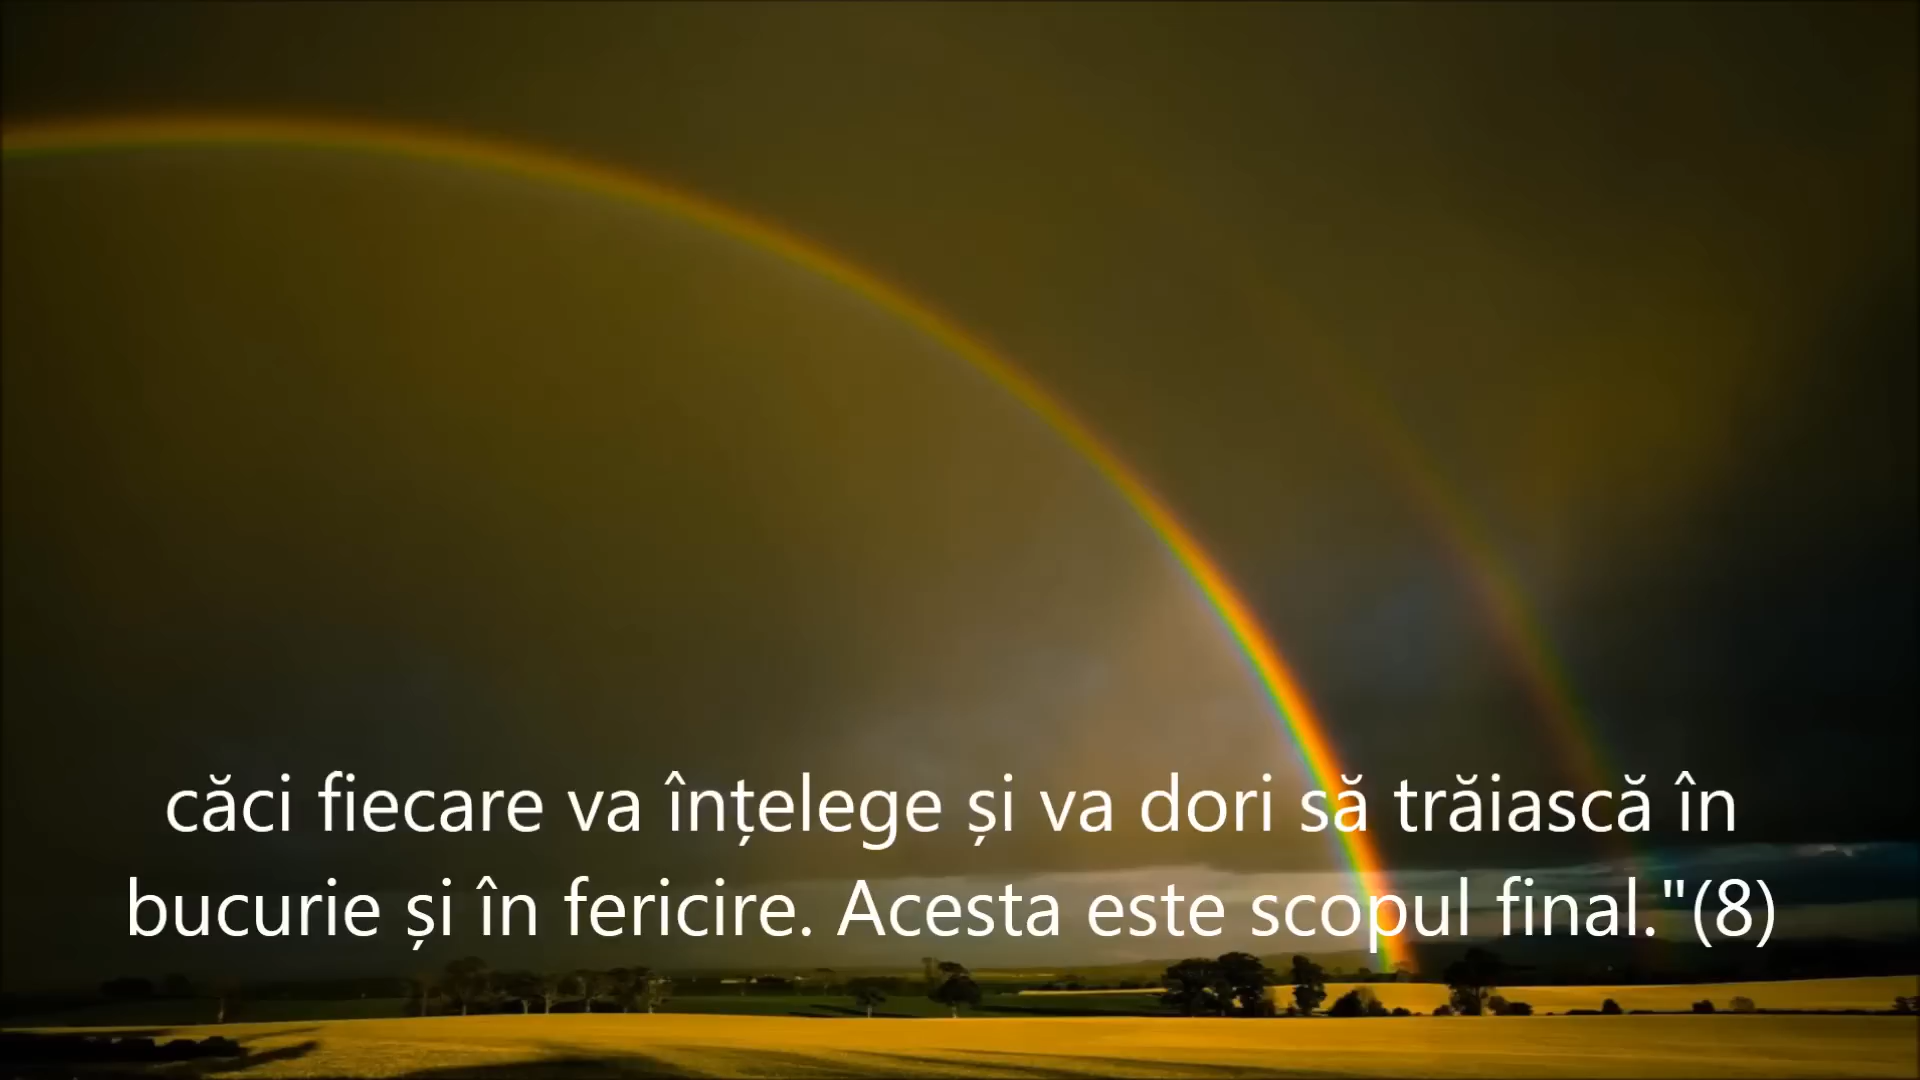 căci fiecare va înțelege și va dori să trăiască în
bucurie și în fericire. Acesta este scopul final."(8)